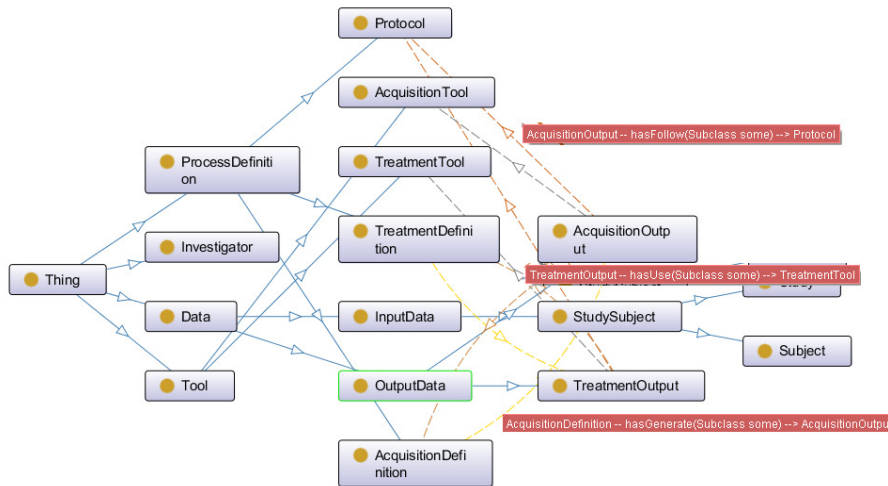 Protocol
AcquisitionTool
AcquisitionOutput -- hasFollow(Subclass some) --> Protocol
ProcessDefiniti
on
TreatmentTool
TreatmentDefini
tion
AcquisitionOutp
ut
Investigator
Thing
TreatmentOutput -- hasUse(Subclass some) --> TreatmentTool
Study
Data
InputData
StudySubject
Subject
Tool
OutputData
TreatmentOutput
AcquisitionDefinition -- hasGenerate(Subclass some) --> AcquisitionOutpu
AcquisitionDefi
nition